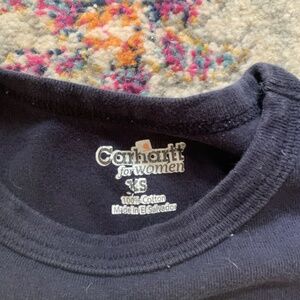 Carhartt
for women
XS
100% Cotton
Made in El Salvador